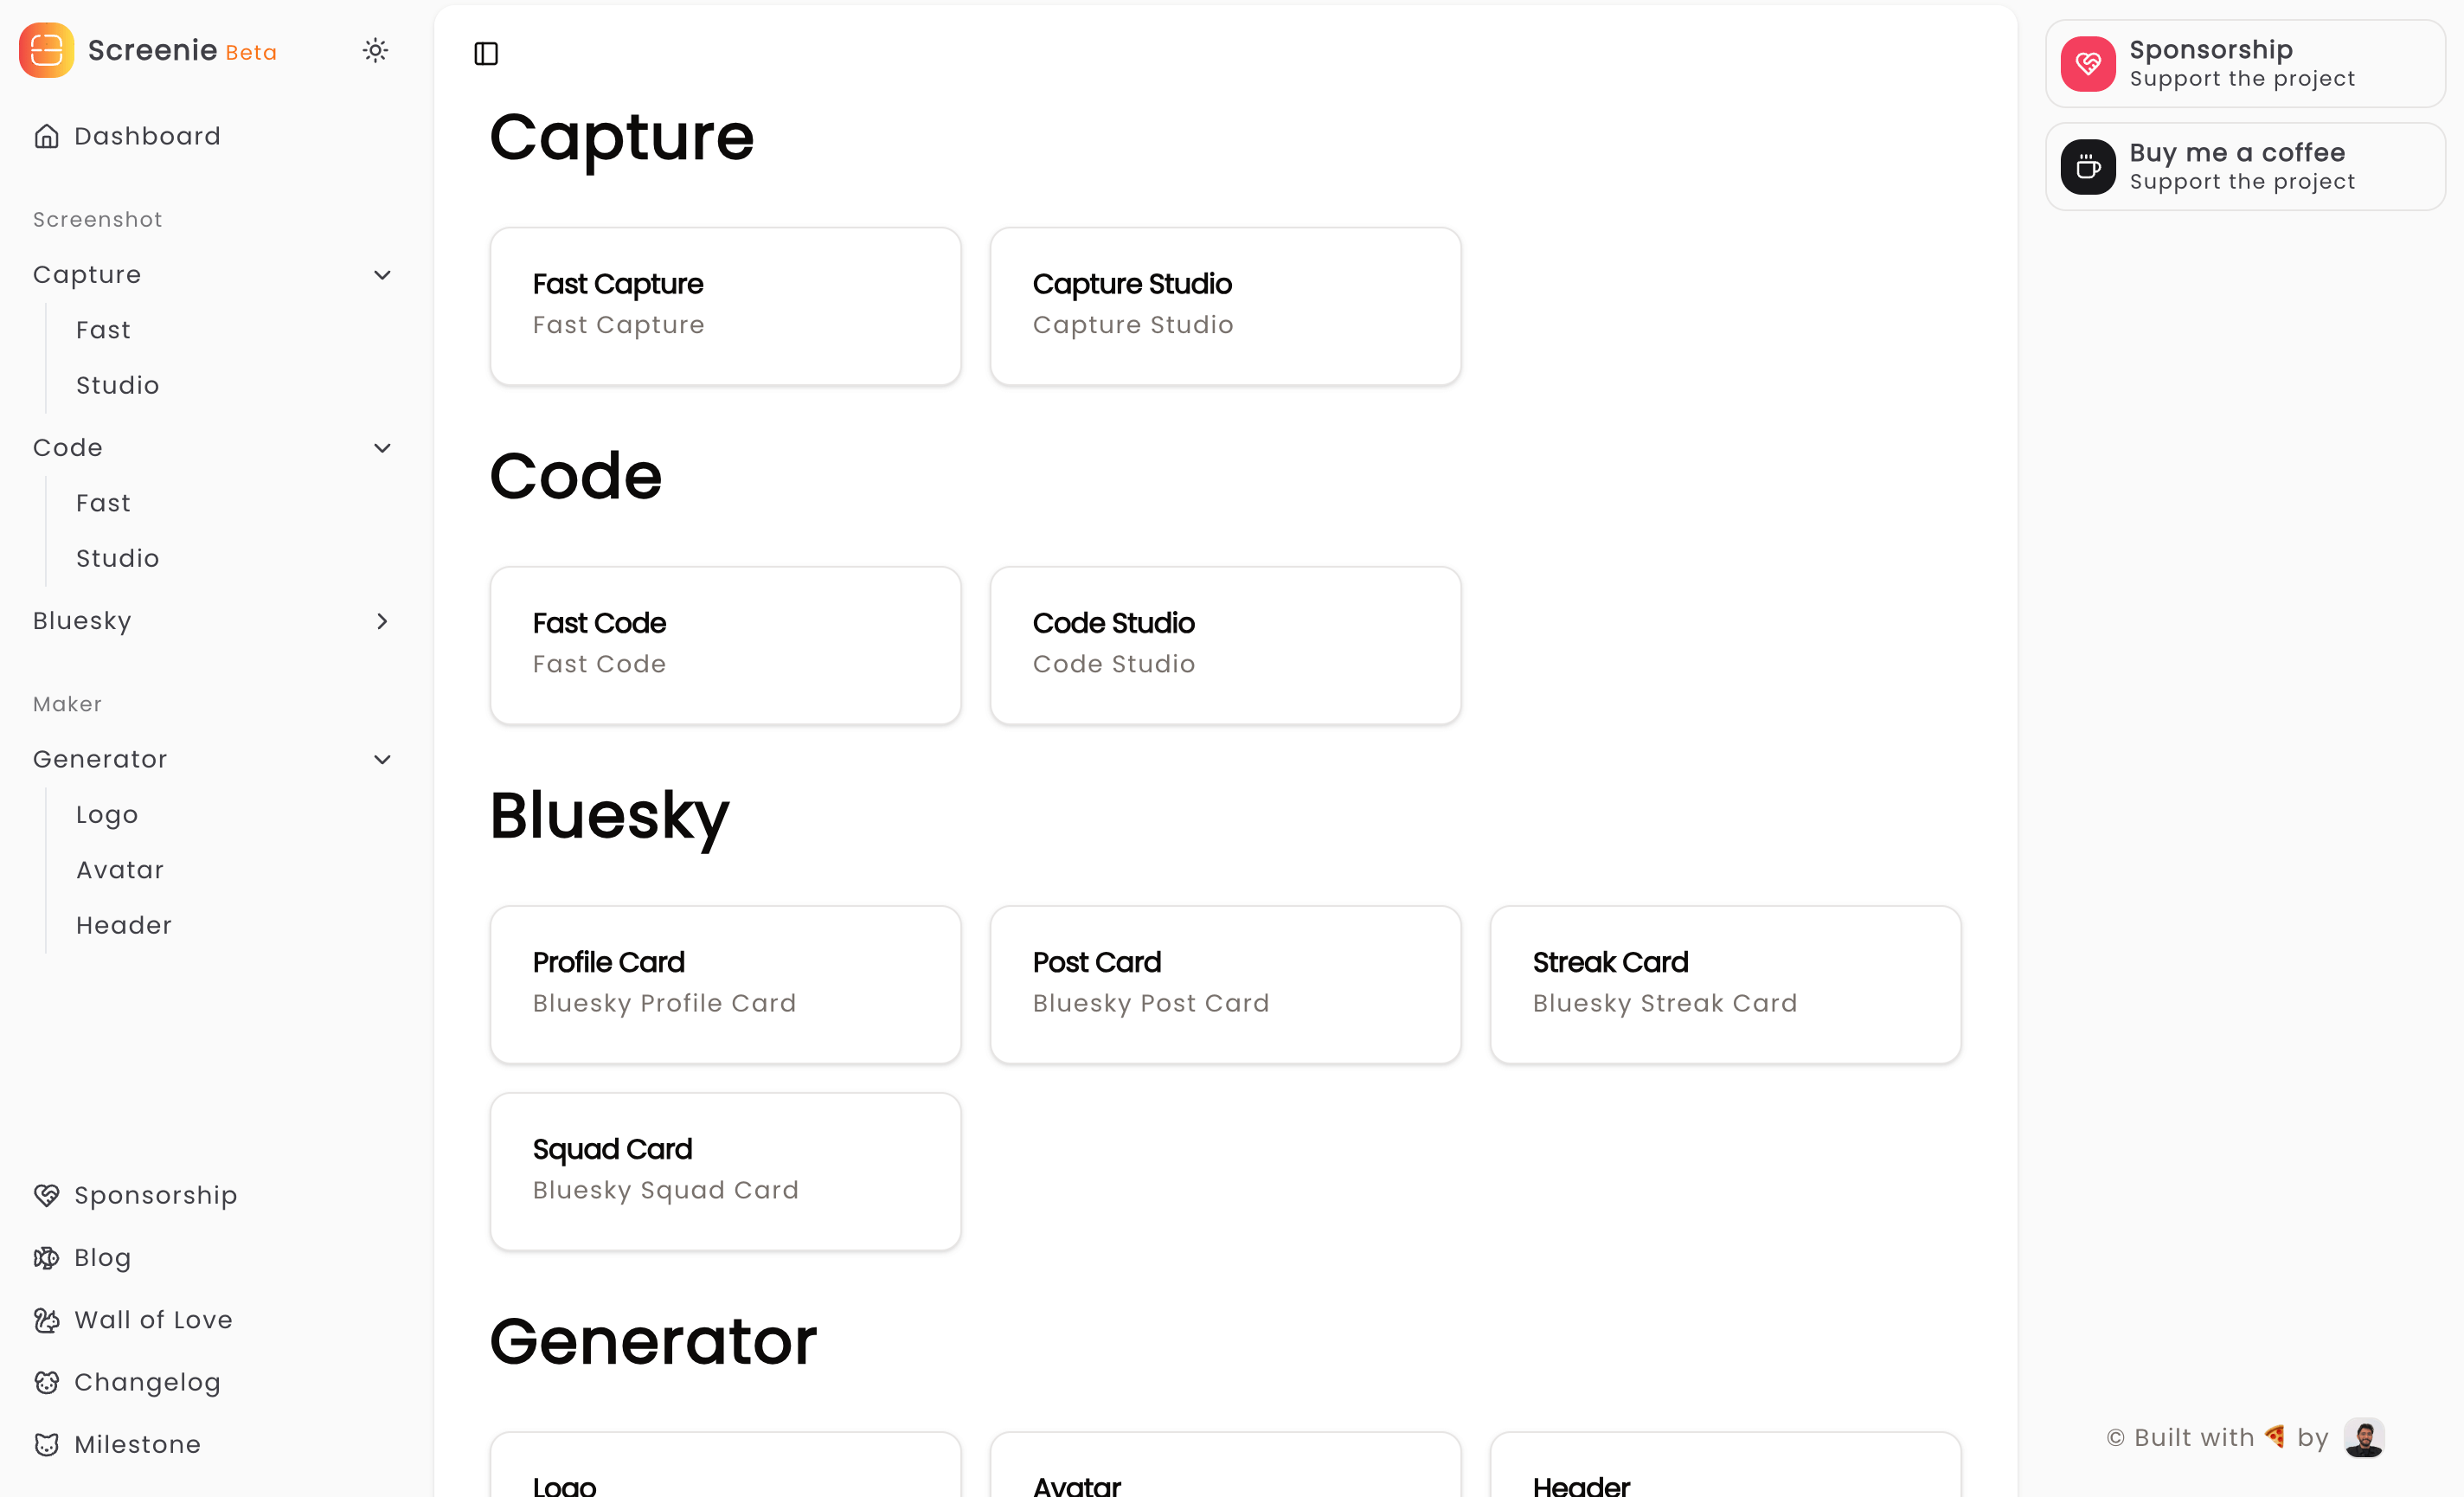 Screenie Beta
Dashboard
Screenshot
Capture
Fast
Studio
Code
Fast
Studio
Bluesky
Maker
Generator
Logo
Avatar
Header
Sponsorship
Blog
Wall of Love
Changelog
Milestone
Capture
Fast Capture
Fast Capture
Capture Studio
Capture Studio
Code
Fast Code
Fast Code
Code Studio
Code Studio
Bluesky
Profile Card
Bluesky Profile Card
Post Card
Bluesky Post Card
Streak Card
Bluesky Streak Card
Squad Card
Bluesky Squad Card
Generator
Logo
Avatar
Header
Sponsorship
Support the project
Buy me a coffee
Support the project
© Built with 🍕 by